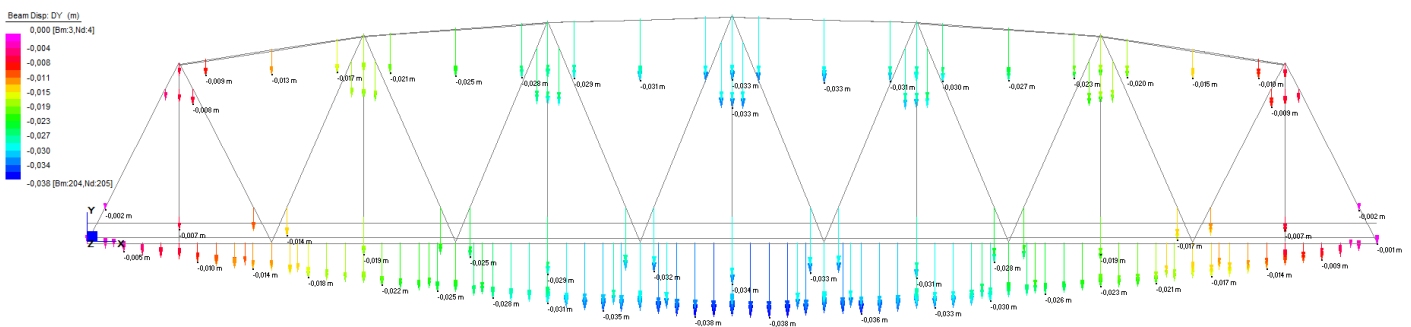 Beam Disp: DY (m)
0,000 [Bm:3,Nd:4]
-0,004
-0,008
-0,011
-0,015
-0,019
-0,023
-0,027
-0,030
-0,034
-0,038 [Bm:204,Nd:205]
-0,009 m
-0,013 m
-0,017 m
-0,021 m
-0,025 m
-0,028 m
-0,029 m
-0,031 m
-0,033 m
-0,033 m
-0,031 m
-0,030 m
-0,027 m
-0,023 m
-0,020 m
-0,015 m
-0,008 m
-0,033 m
-0,009 m
-0,002 m
-0,002 m
Y
Z
X
-0,007 m
-0,014 m
-0,019 m
-0,025 m
-0,029 m
-0,032 m
-0,034 m
-0,033 m
-0,031 m
-0,028 m
-0,019 m
-0,017 m
-0,007 m
-0,001 m
-0,005 m
-0,010 m
-0,014 m
-0,018 m
-0,022 m
-0,025 m
-0,028 m
-0,031 m
-0,035 m
-0,038 m
-0,038 m
-0,036 m
-0,033 m
-0,030 m
-0,026 m
-0,023 m
-0,021 m
-0,017 m
-0,014 m
-0,009 m